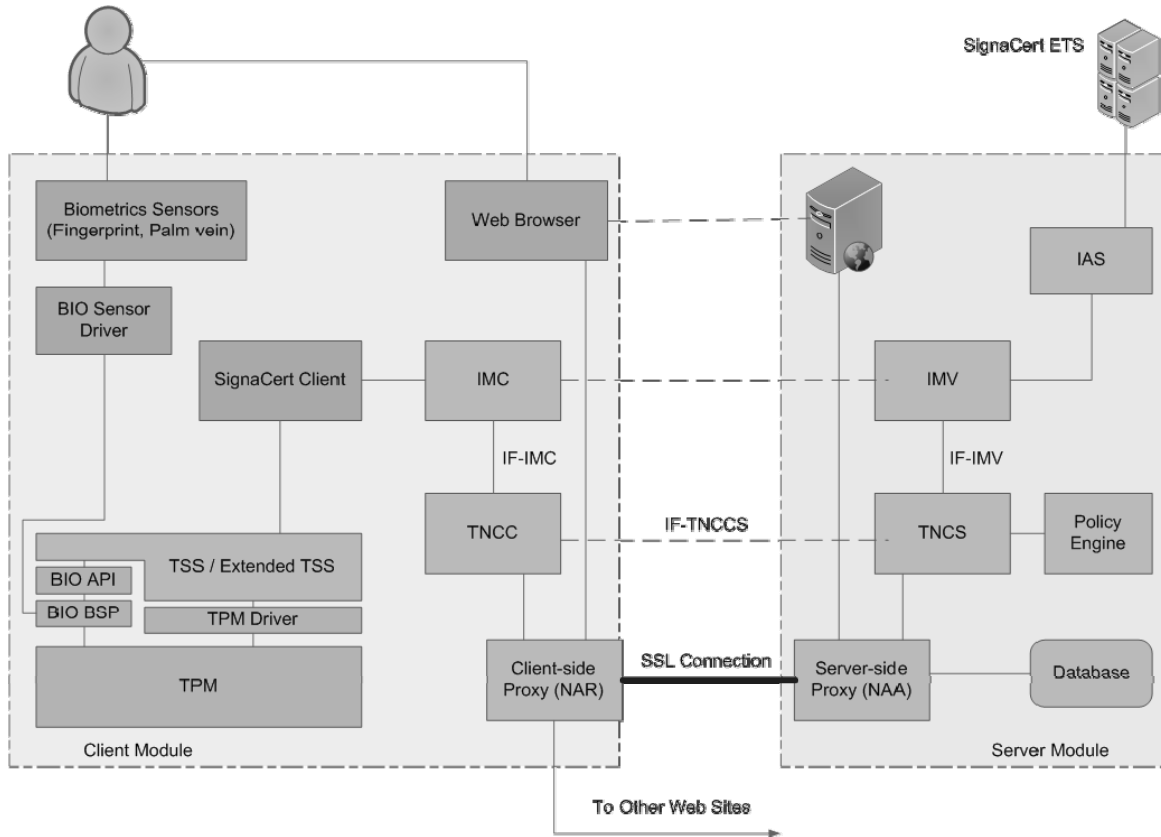 SignaCert ETS
Biometrics Sensors
(Fingerprint, Palm vein)
Web Browser
IAS
BIO Sensor
Driver
SignaCert Client
IMC
IMV
IF-IMC
IF-IMV
TNCC
IF-TNCCS
TNCS
Policy
Engine
TSS / Extended TSS
BIO API
BIO BSP
TPM Driver
TPM
Client-side
Proxy (NAR)
SSL Connection
Server-side
Proxy (NAA)
Database
Client Module
Server Module
To Other Web Sites